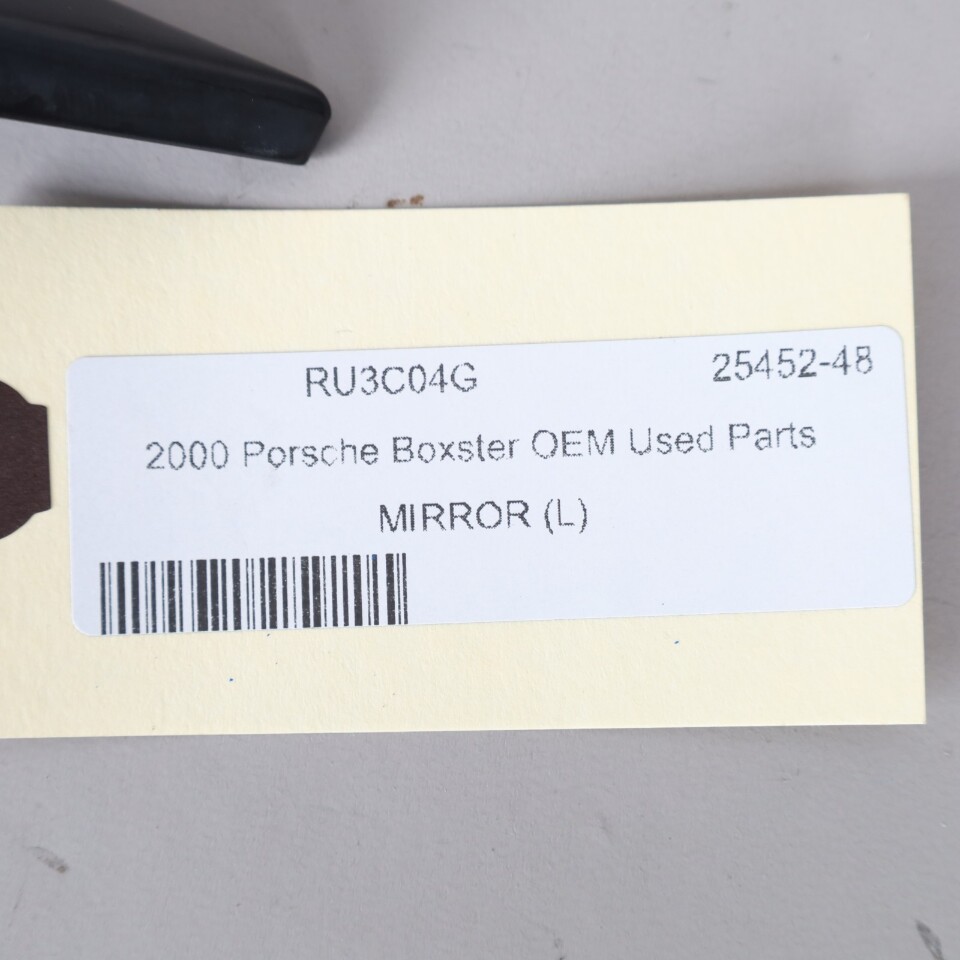 RU3C04G 25452-48
2000 Porsche Boxster OEM Used Parts
MIRROR (L)